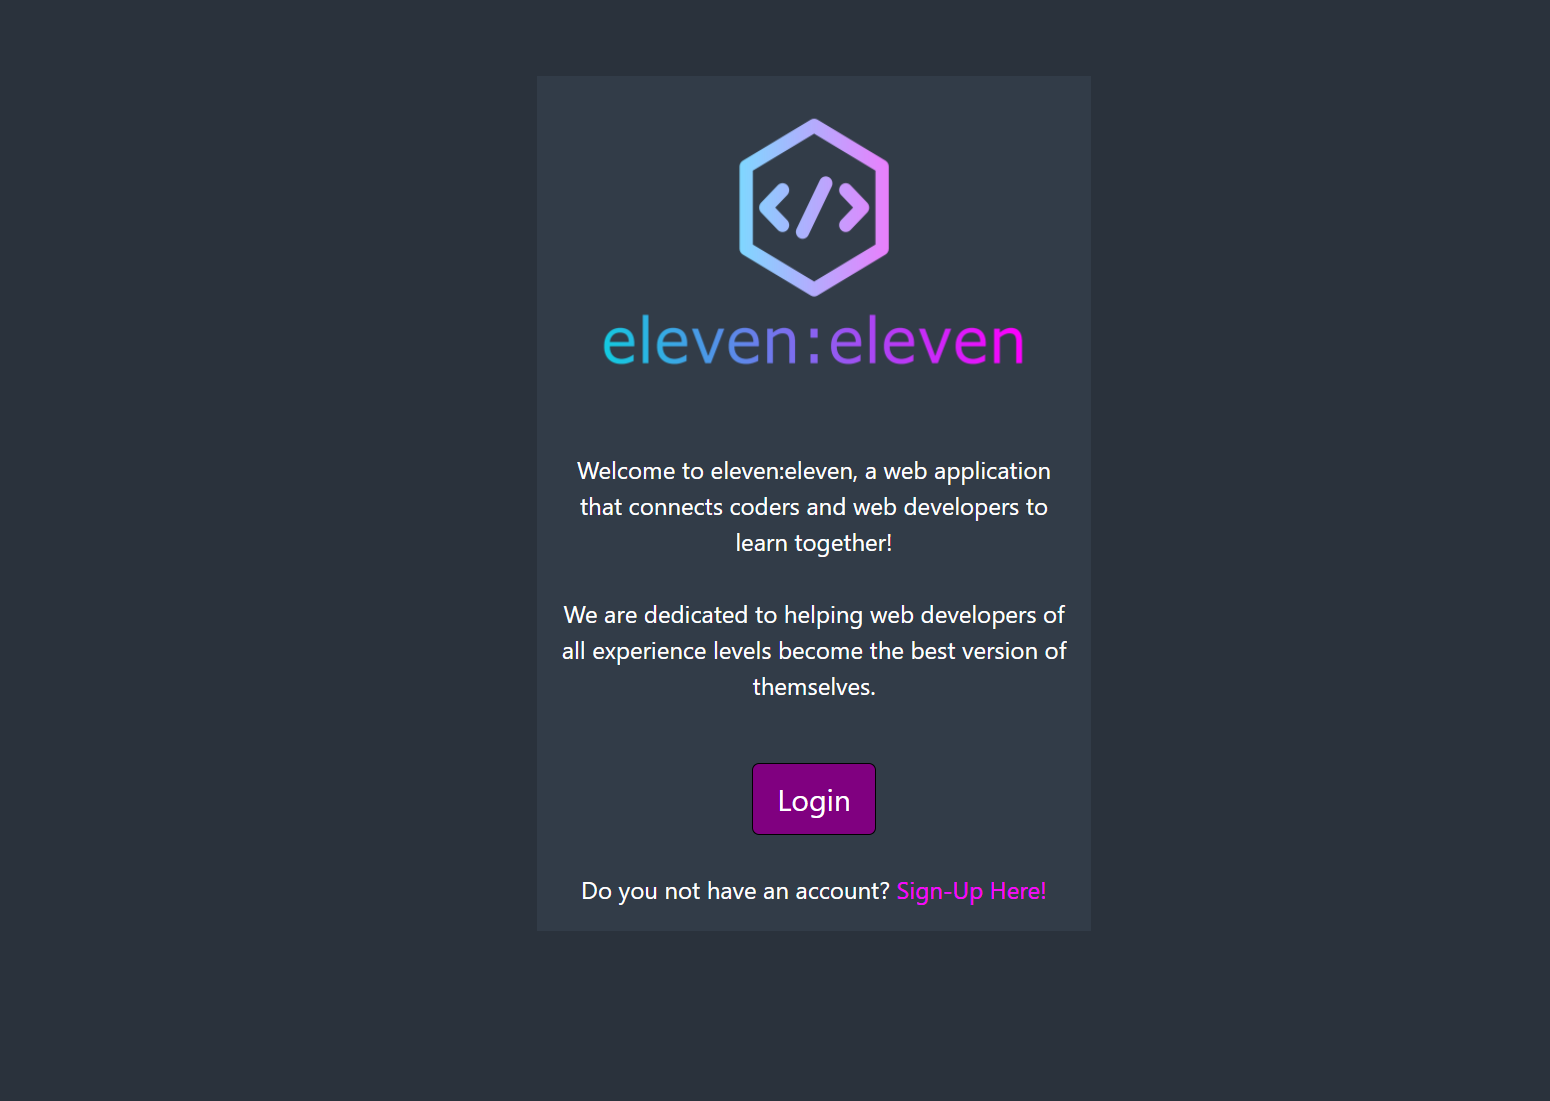 </>
eleven:eleven
Welcome to eleven:eleven, a web application
that connects coders and web developers to
learn together!
We are dedicated to helping web developers of
all experience levels become the best version of
themselves.
Login
Do you not have an account? Sign-Up Here!